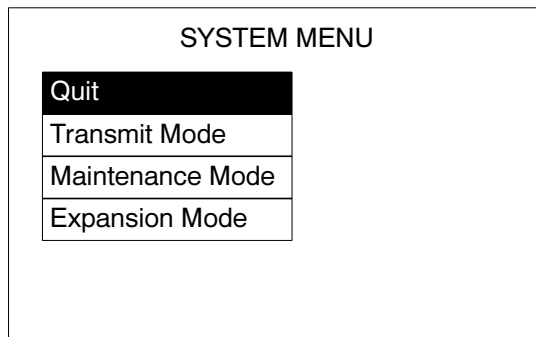 SYSTEM MENU
Quit
Transmit Mode
Maintenance Mode
Expansion Mode